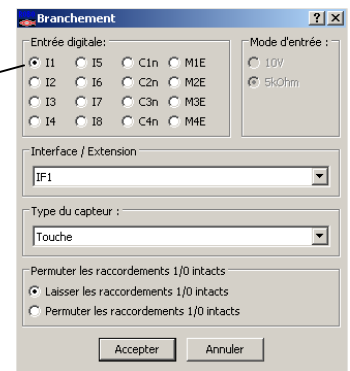 Branchement
Entrée digitale:
Mode d'entrée :
I1 I5 C1n M1E
10V
I2 I6 C2n M2E
5kOhm
I3 I7 C3n M3E
I4 I8 C4n M4E
Interface / Extension
IF1
Type du capteur :
Touche
Permuter les raccordements 1/0 intacts
Laisser les raccordements 1/0 intacts
Permuter les raccordements 1/0 intacts
Accepter Annuler